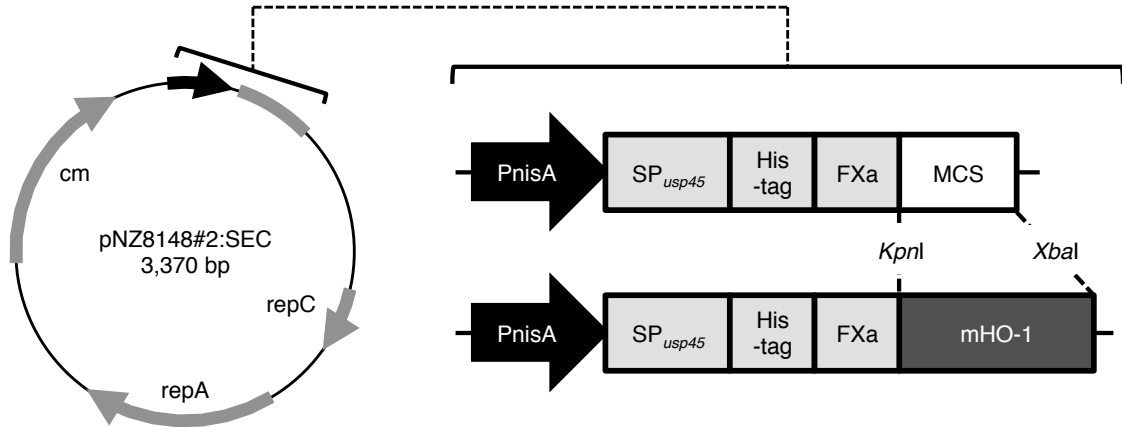 cm
pNZ8148#2:SEC
3,370 bp
repC
repA
PnisA
SPusp45
His
-tag
FXa
MCS
KpnI
XbaI
PnisA
SPusp45
His
-tag
FXa
mHO-1